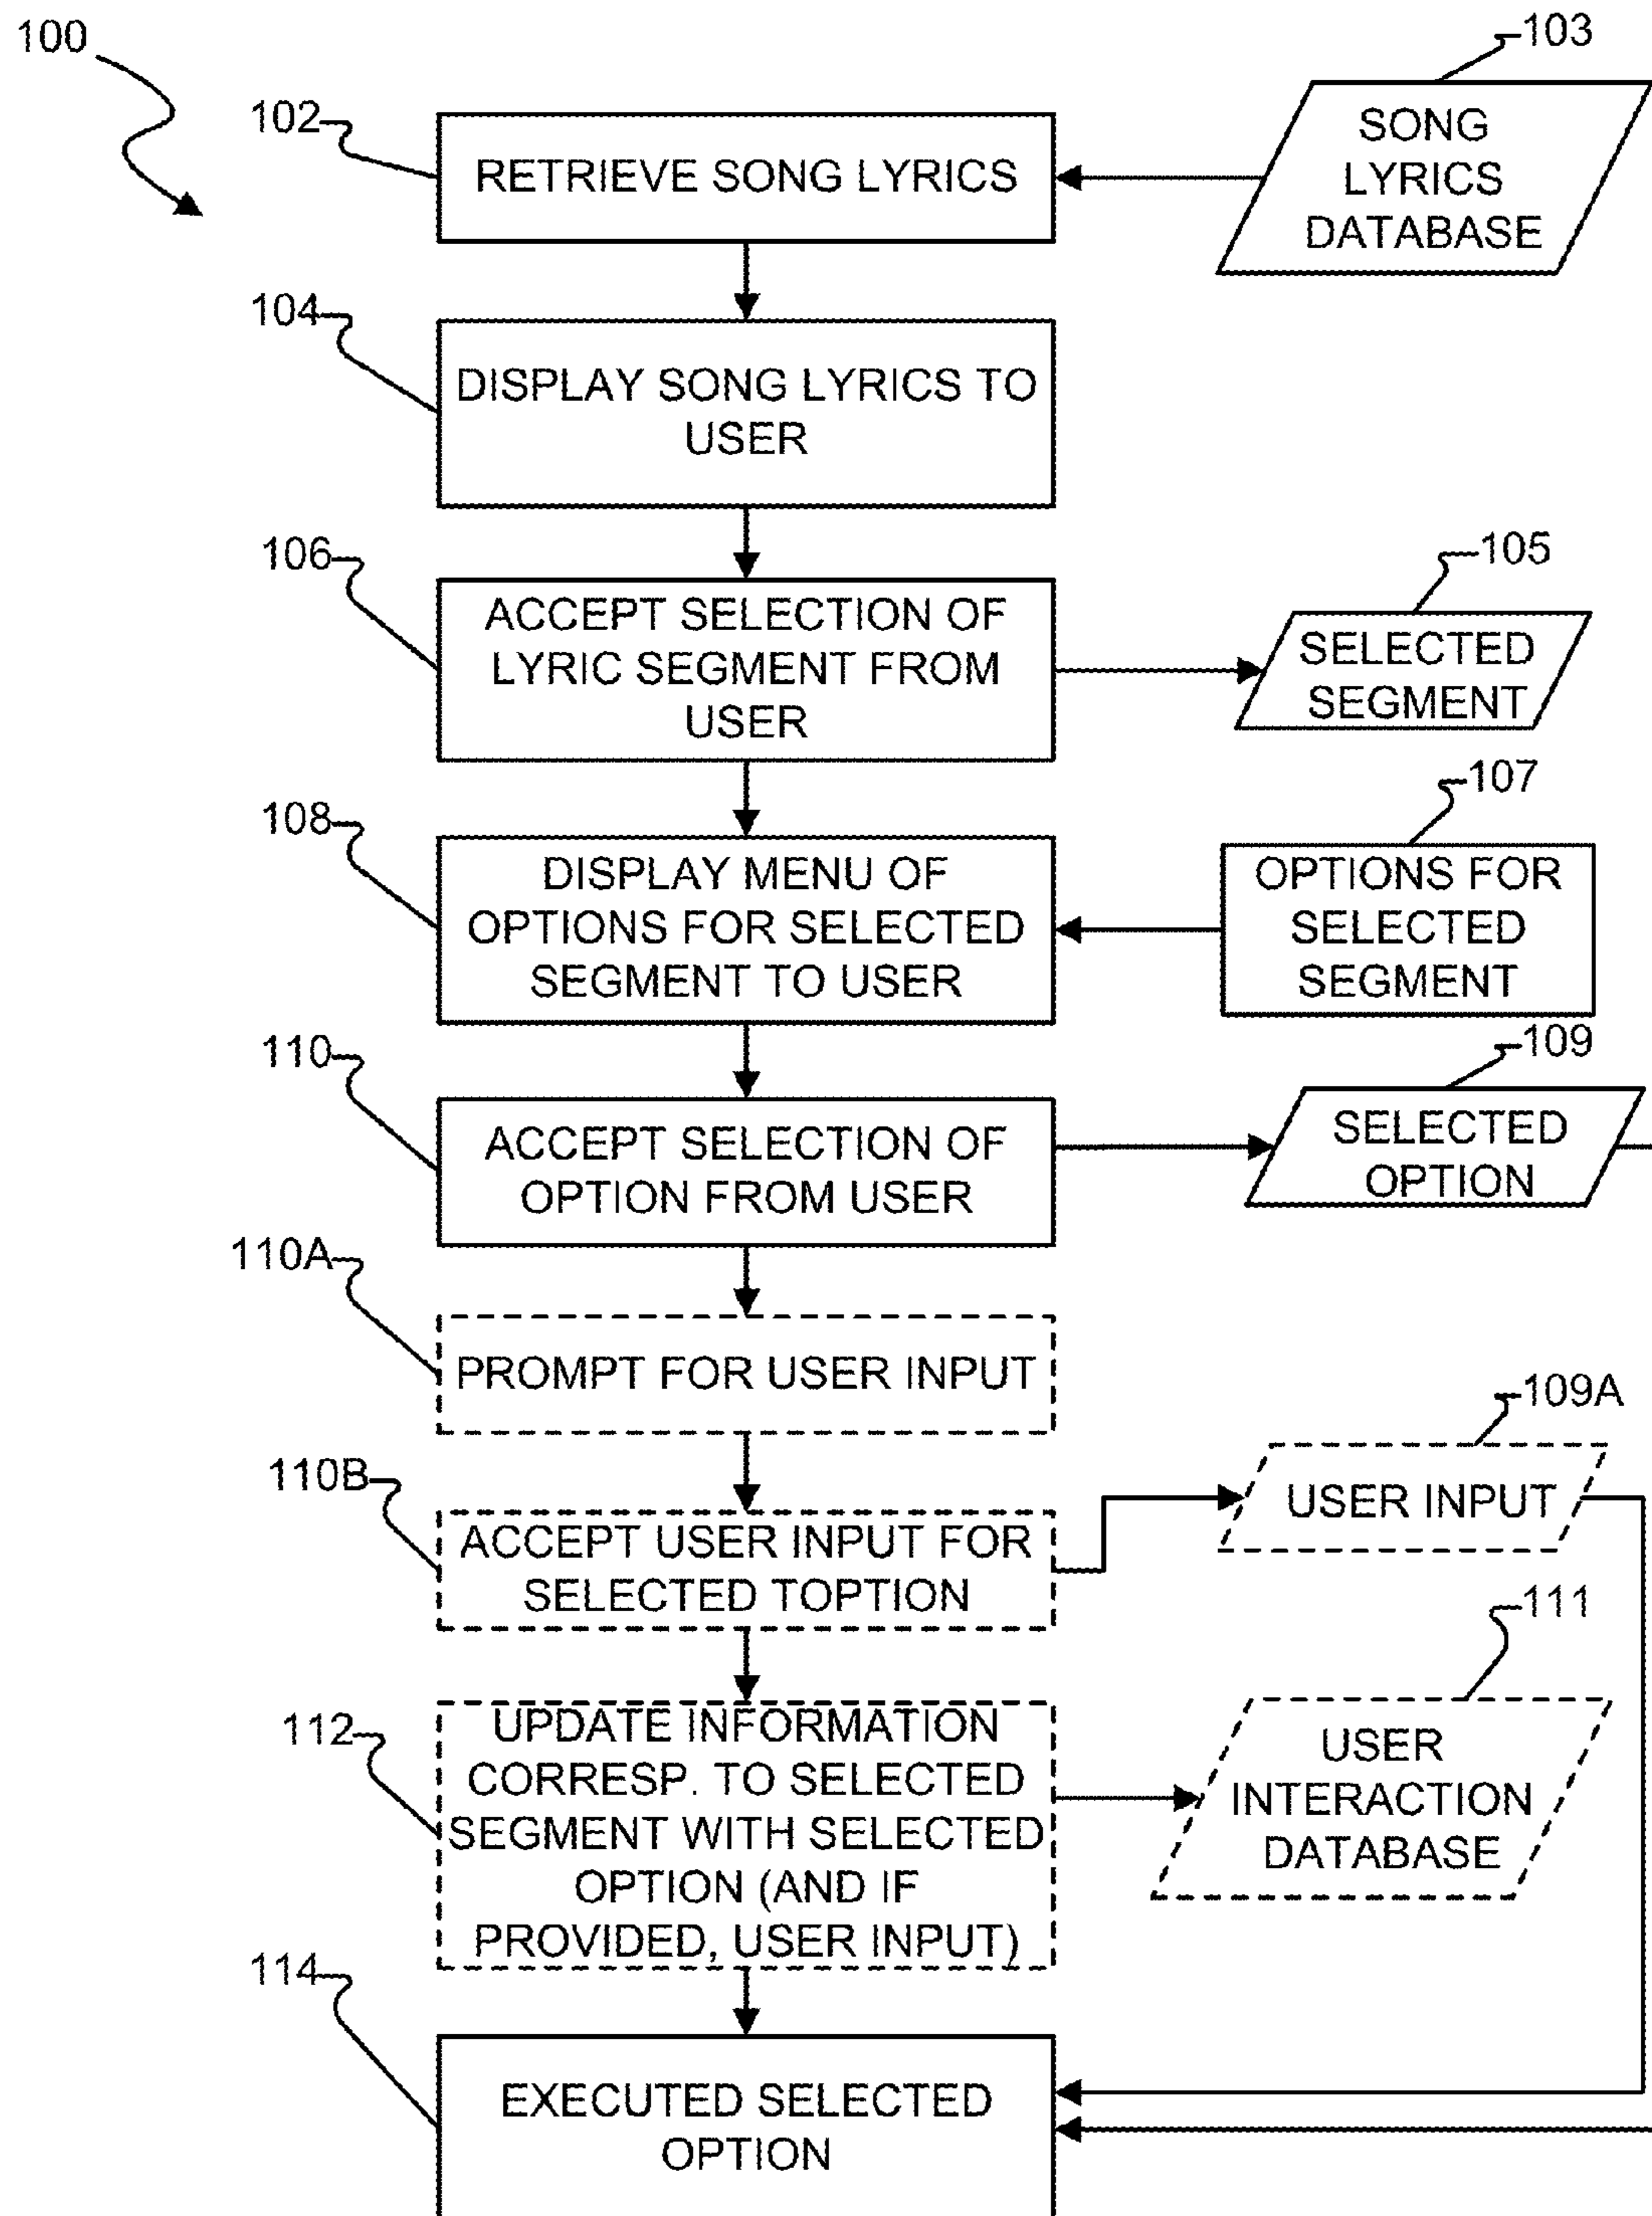 100
103
102
RETRIEVE SONG LYRICS
SONG
LYRICS
DATABASE
104
DISPLAY SONG LYRICS TO
USER
106
ACCEPT SELECTION OF
LYRIC SEGMENT FROM
USER
105
SELECTED
SEGMENT
108
DISPLAY MENU OF
OPTIONS FOR SELECTED
SEGMENT TO USER
107
OPTIONS FOR
SELECTED
SEGMENT
110
ACCEPT SELECTION OF
OPTION FROM USER
109
SELECTED
OPTION
110A
PROMPT FOR USER INPUT
109A
USER INPUT
110B
ACCEPT USER INPUT FOR
SELECTED TOPTION
111
USER
INTERACTION
DATABASE
112
UPDATE INFORMATION
CORRESP. TO SELECTED
SEGMENT WITH SELECTED
OPTION (AND IF
PROVIDED, USER INPUT)
114
EXECUTED SELECTED
OPTION